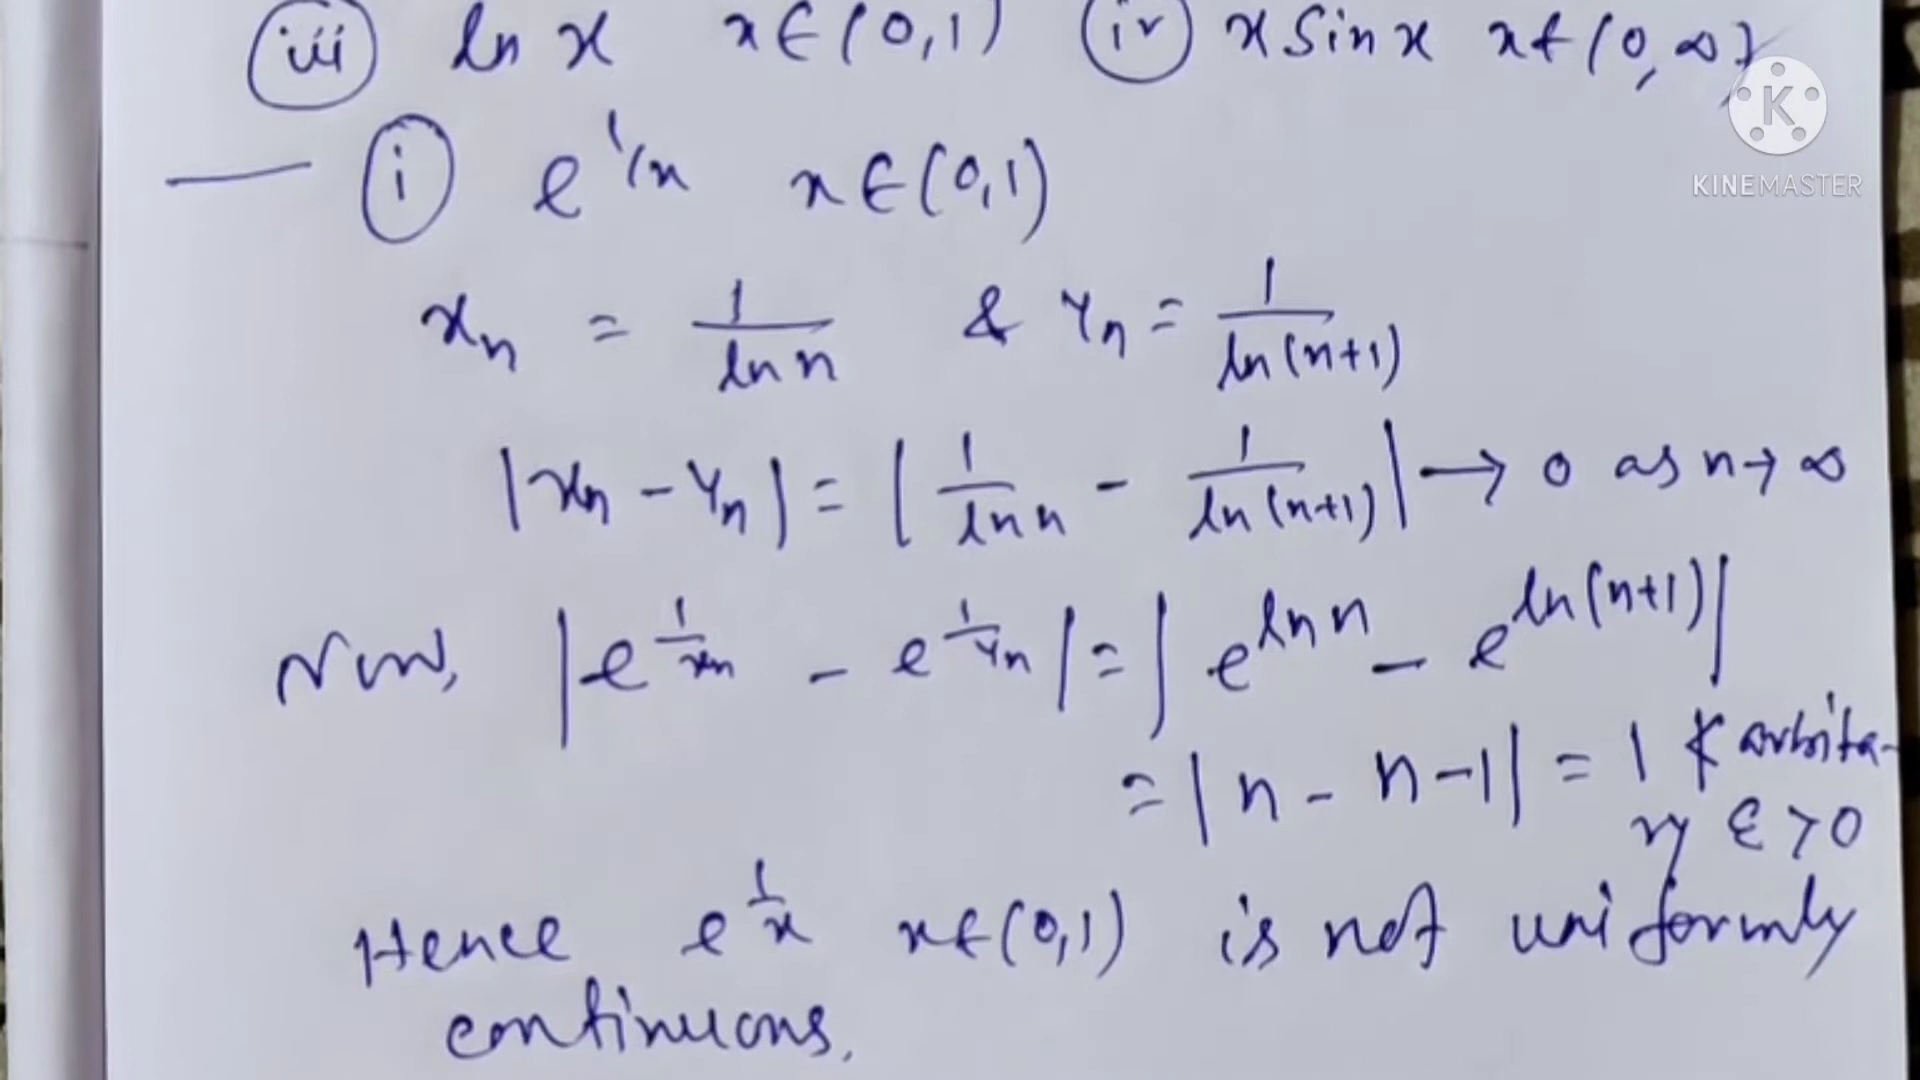 (iii) ln x x∈(0,1) (iv) x Sin x x∈(0,∞)
K
KINEMASTER
— (i) e^1/x x∈(0,1)
xn = 1/ln n & yn = 1/ln(n+1)
|xn - yn| = |1/ln n - 1/ln(n+1)| → 0 as n→∞
Now, |e^1/xn - e^1/yn| = |e^ln n - e^ln(n+1)|
= |n - n-1| = 1 ≮ arbita-
ry ε>0
Hence e^1/x x∈(0,1) is not uniformly
continuous.